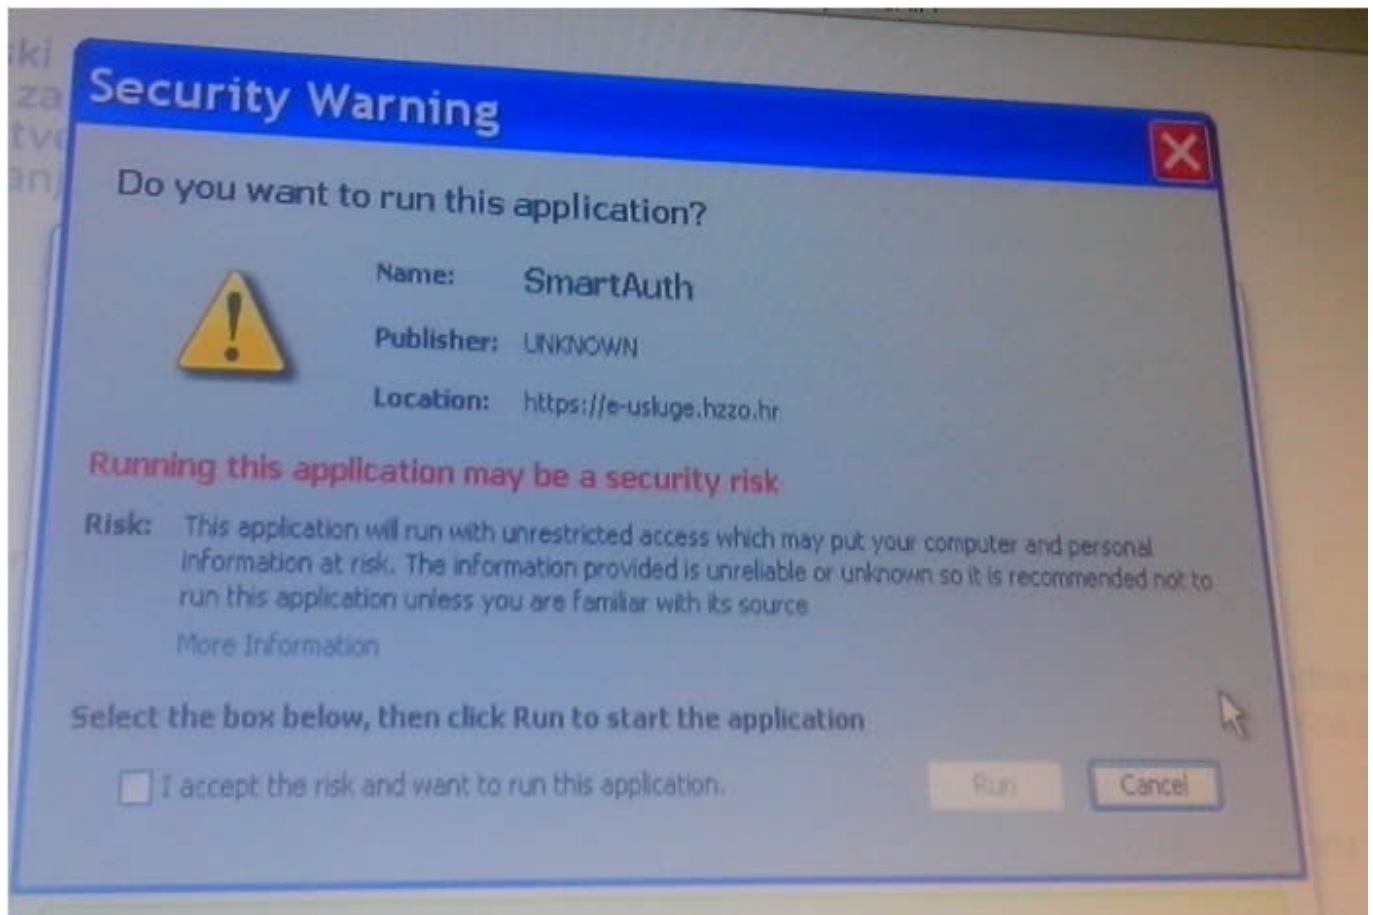 ski
za
tvo
anj
Security Warning
Do you want to run this application?
Name: SmartAuth
Publisher: UNKNOWN
Location: https://e-usluge.hzzo.hr
Running this application may be a security risk
Risk: This application will run with unrestricted access which may put your computer and personal
information at risk. The information provided is unreliable or unknown so it is recommended not to
run this application unless you are familiar with its source
More Information
Select the box below, then click Run to start the application
I accept the risk and want to run this application.
Run Cancel